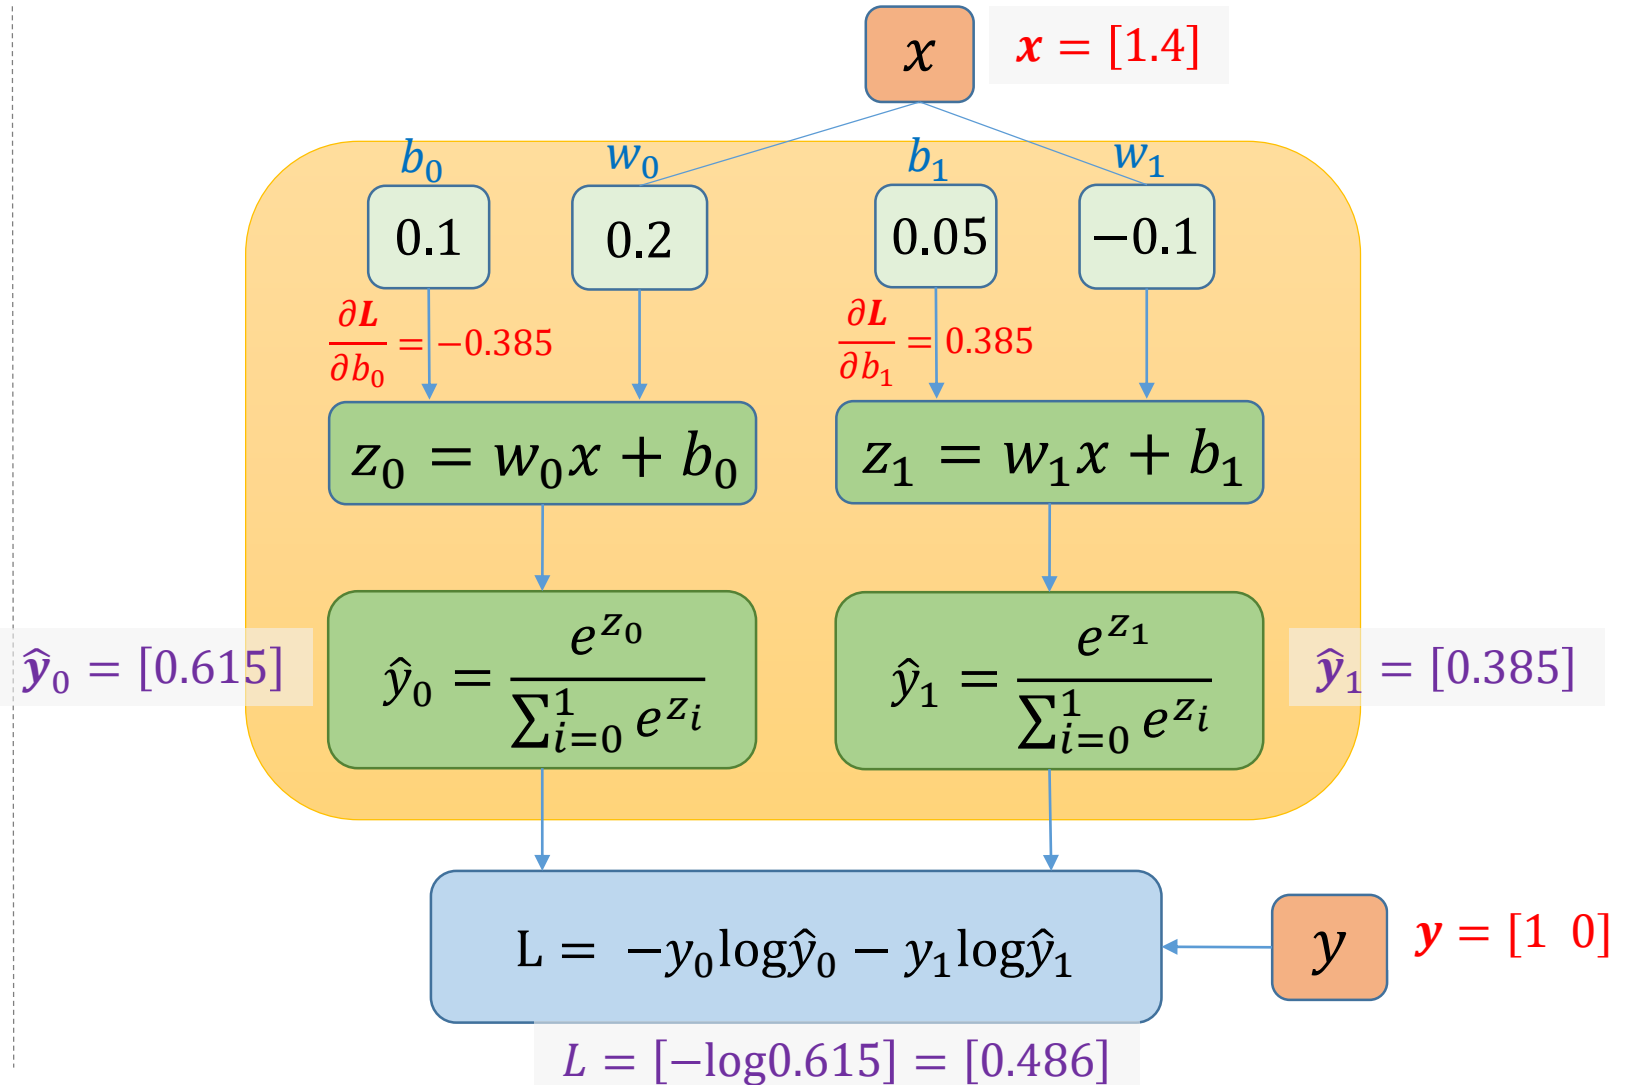 x
𝒙 = [1.4]
b₀
w₀
b₁
w₁
0.1
0.2
0.05
−0.1
∂𝑳/∂b₀ = −0.385
∂𝑳/∂b₁ = 0.385
z₀ = w₀x + b₀
z₁ = w₁x + b₁
ŷ₀ = [0.615]
ŷ₀ = e^{z₀} / ∑_{i=0}^{1} e^{z_i}
ŷ₁ = e^{z₁} / ∑_{i=0}^{1} e^{z_i}
ŷ₁ = [0.385]
L = −y₀logŷ₀ − y₁logŷ₁
y
𝒚 = [1 0]
L = [−log0.615] = [0.486]